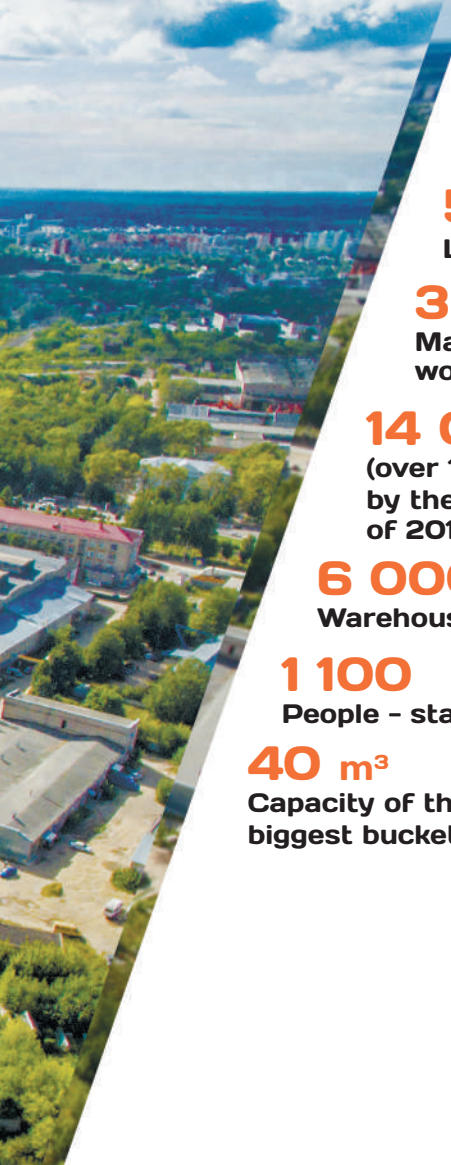 5
L
3
Ma
wo
14 0
(over 1
by the
of 201
6 000
Warehous
1 100
People – sta
40 m³
Capacity of th
biggest bucket